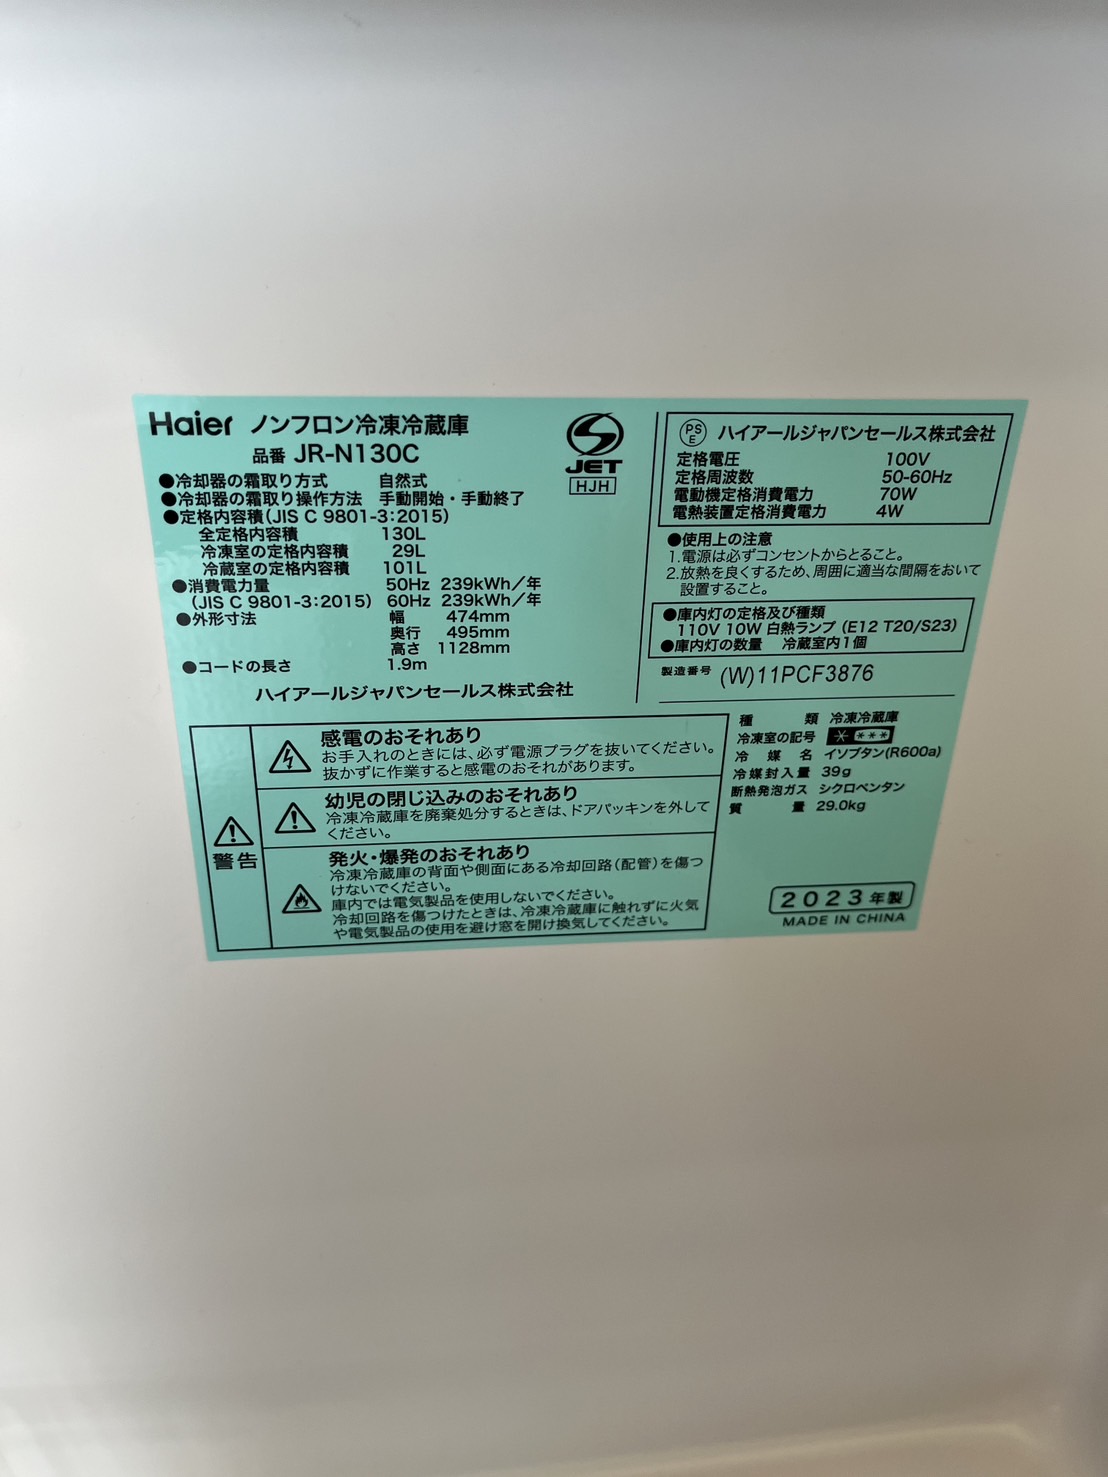 Haier ノンフロン冷凍冷蔵庫
品番 JR-N130C
●冷却器の霜取り方式 自然式
●冷却器の霜取り操作方法 手動開始・手動終了
●定格内容積(JIS C 9801-3:2015)
全定格内容積 130L
冷凍室の定格内容積 29L
冷蔵室の定格内容積 101L
●消費電力量 50Hz 239kWh/年
(JIS C 9801-3:2015) 60Hz 239kWh/年
●外形寸法 幅 474mm
奥行 495mm
高さ 1128mm
●コードの長さ 1.9m
ハイアールジャパンセールス株式会社
JET
HJH
PS
E
ハイアールジャパンセールス株式会社
定格電圧 100V
定格周波数 50-60Hz
電動機定格消費電力 70W
電熱装置定格消費電力 4W
●使用上の注意
1.電源は必ずコンセントからとること。
2.放熱を良くするため、周囲に適当な間隔をおいて
設置すること。
●庫内灯の定格及び種類
110V 10W 白熱ランプ (E12 T20/S23)
●庫内灯の数量 冷蔵室内1個
製造番号 (W)11PCF3876
警告
感電のおそれあり
お手入れのときには、必ず電源プラグを抜いてください。
抜かずに作業すると感電のおそれがあります。
幼児の閉じ込みのおそれあり
冷凍冷蔵庫を廃棄処分するときは、ドアパッキンを外して
ください。
発火・爆発のおそれあり
冷凍冷蔵庫の背面や側面にある冷却回路(配管)を傷つ
けないでください。
庫内では電気製品を使用しないでください。
冷却回路を傷つけたときは、冷凍冷蔵庫に触れずに火気
や電気製品の使用を避け窓を開け換気してください。
種類 冷凍冷蔵庫
冷凍室の記号 * ***
冷媒名 イソブタン(R600a)
冷媒封入量 39g
断熱発泡ガス シクロペンタン
質量 29.0kg
2023年製
MADE IN CHINA